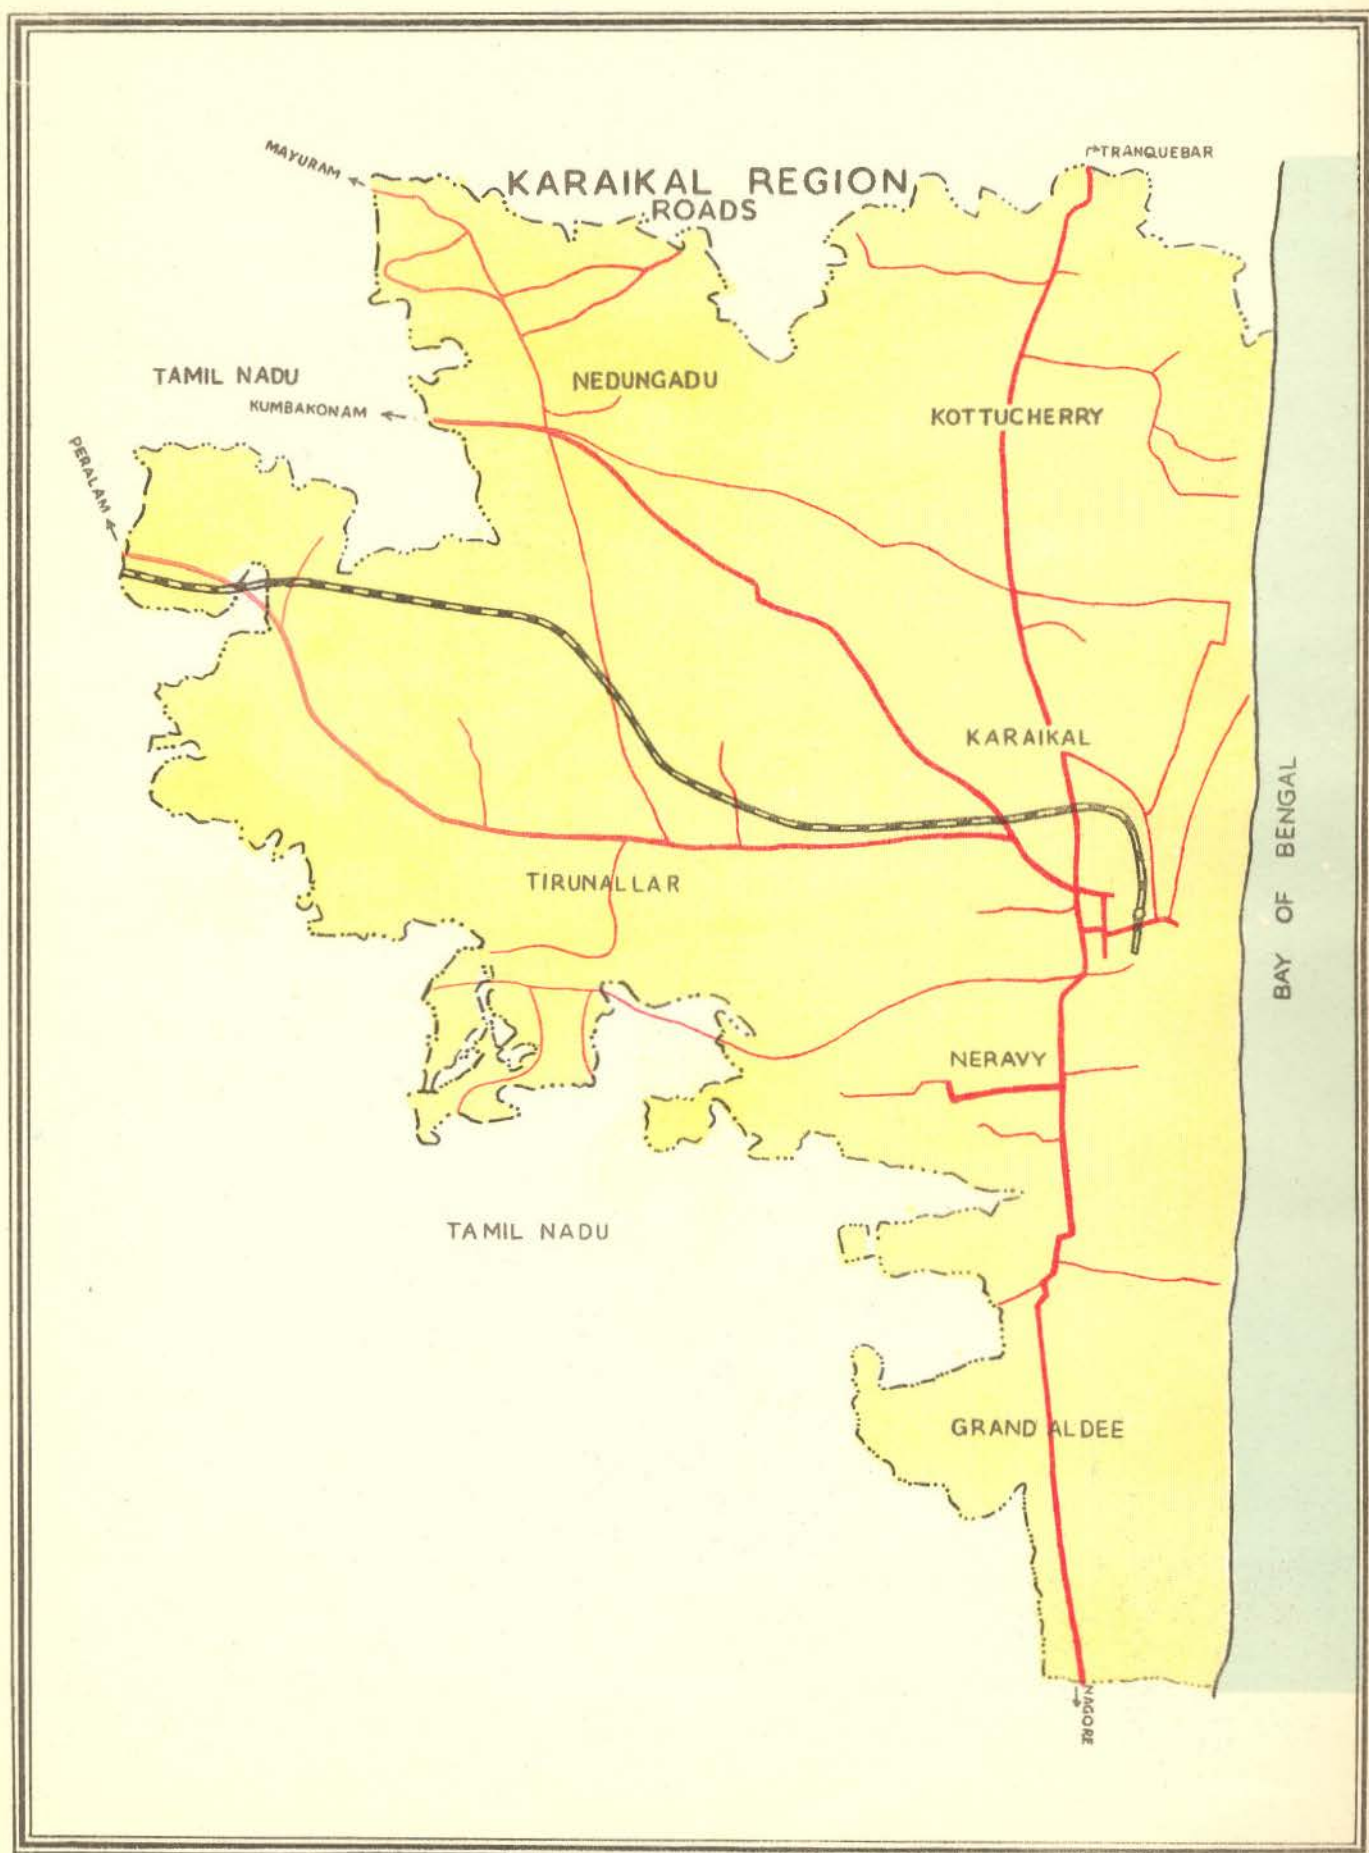 MAYURAM
KARAIKAL REGION
ROADS
TRANQUEBAR
TAMIL NADU
NEDUNGADU
KUMBAKONAM
KOTTUCHERRY
PERALAM
KARAIKAL
BAY OF BENGAL
TIRUNALLAR
NERAVY
TAMIL NADU
GRAND ALDEE
NAGORE